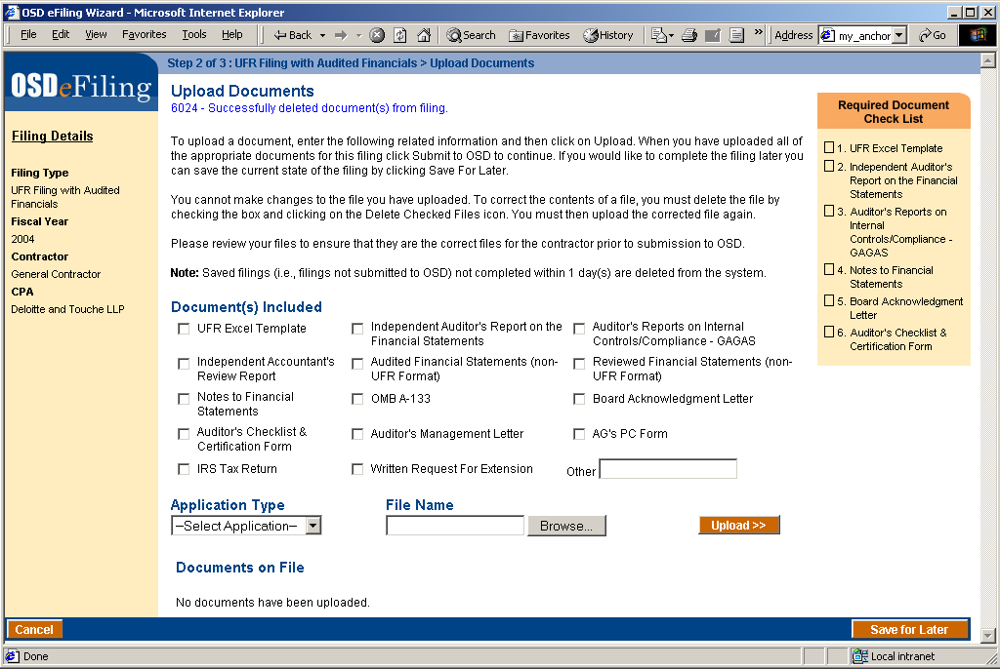 OSD eFiling Wizard - Microsoft Internet Explorer
File Edit View Favorites Tools Help
Back Search Favorites History » Address my_anchor Go
OSDeFiling
Step 2 of 3 : UFR Filing with Audited Financials > Upload Documents
Filing Details
Filing Type
UFR Filing with Audited
Financials
Fiscal Year
2004
Contractor
General Contractor
CPA
Deloitte and Touche LLP
Upload Documents
6024 - Successfully deleted document(s) from filing.
To upload a document, enter the following related information and then click on Upload. When you have uploaded all of
the appropriate documents for this filing click Submit to OSD to continue. If you would like to complete the filing later you
can save the current state of the filing by clicking Save For Later.
You cannot make changes to the file you have uploaded. To correct the contents of a file, you must delete the file by
checking the box and clicking on the Delete Checked Files icon. You must then upload the corrected file again.
Please review your files to ensure that they are the correct files for the contractor prior to submission to OSD.
Note: Saved filings (i.e., filings not submitted to OSD) not completed within 1 day(s) are deleted from the system.
Required Document
Check List
1. UFR Excel Template
2. Independent Auditor's
Report on the Financial
Statements
3. Auditor's Reports on
Internal
Controls/Compliance -
GAGAS
4. Notes to Financial
Statements
5. Board Acknowledgment
Letter
6. Auditor's Checklist &
Certification Form
Document(s) Included
UFR Excel Template
Independent Auditor's Report on the
Financial Statements
Auditor's Reports on Internal
Controls/Compliance - GAGAS
Independent Accountant's
Review Report
Audited Financial Statements (non-
UFR Format)
Reviewed Financial Statements (non-
UFR Format)
Notes to Financial
Statements
OMB A-133
Board Acknowledgment Letter
Auditor's Checklist &
Certification Form
Auditor's Management Letter
AG's PC Form
IRS Tax Return
Written Request For Extension
Other
Application Type
--Select Application--
File Name
Browse...
Upload >>
Documents on File
No documents have been uploaded.
Cancel
Save for Later
Done
Local intranet